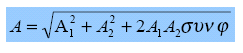 A = √(A₁² + A₂² + 2A₁A₂συνφ)